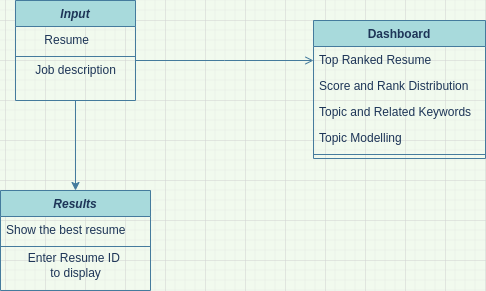 Input
Resume
Job description
Dashboard
Top Ranked Resume
Score and Rank Distribution
Topic and Related Keywords
Topic Modelling
Results
Show the best resume
Enter Resume ID
to display